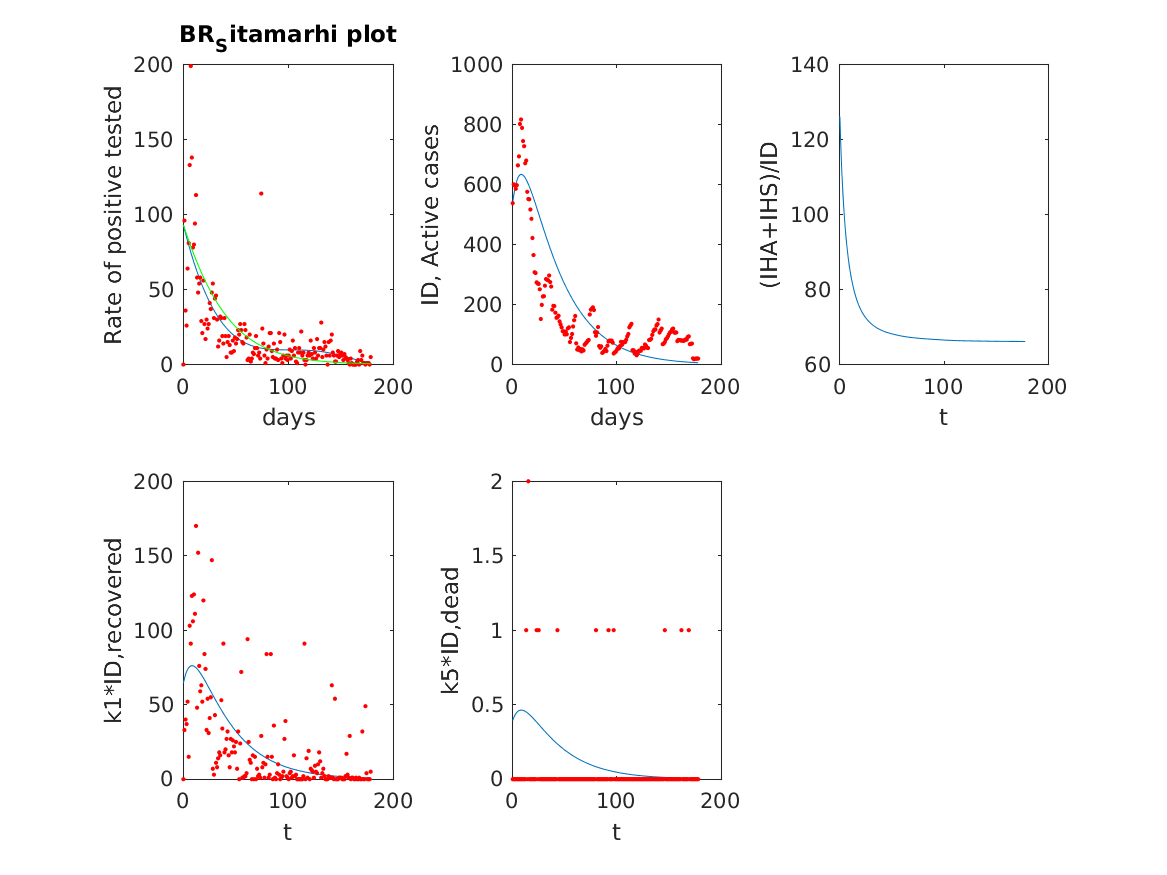 BR_Sitamarhi plot
200
150
100
50
0
0 100 200
days
Rate of positive tested
1000
800
600
400
200
0
0 100 200
days
ID, Active cases
140
120
100
80
60
0 100 200
t
(IHA+IHS)/ID
200
150
100
50
0
0 100 200
t
k1*ID,recovered
2
1.5
1
0.5
0
0 100 200
t
k5*ID,dead